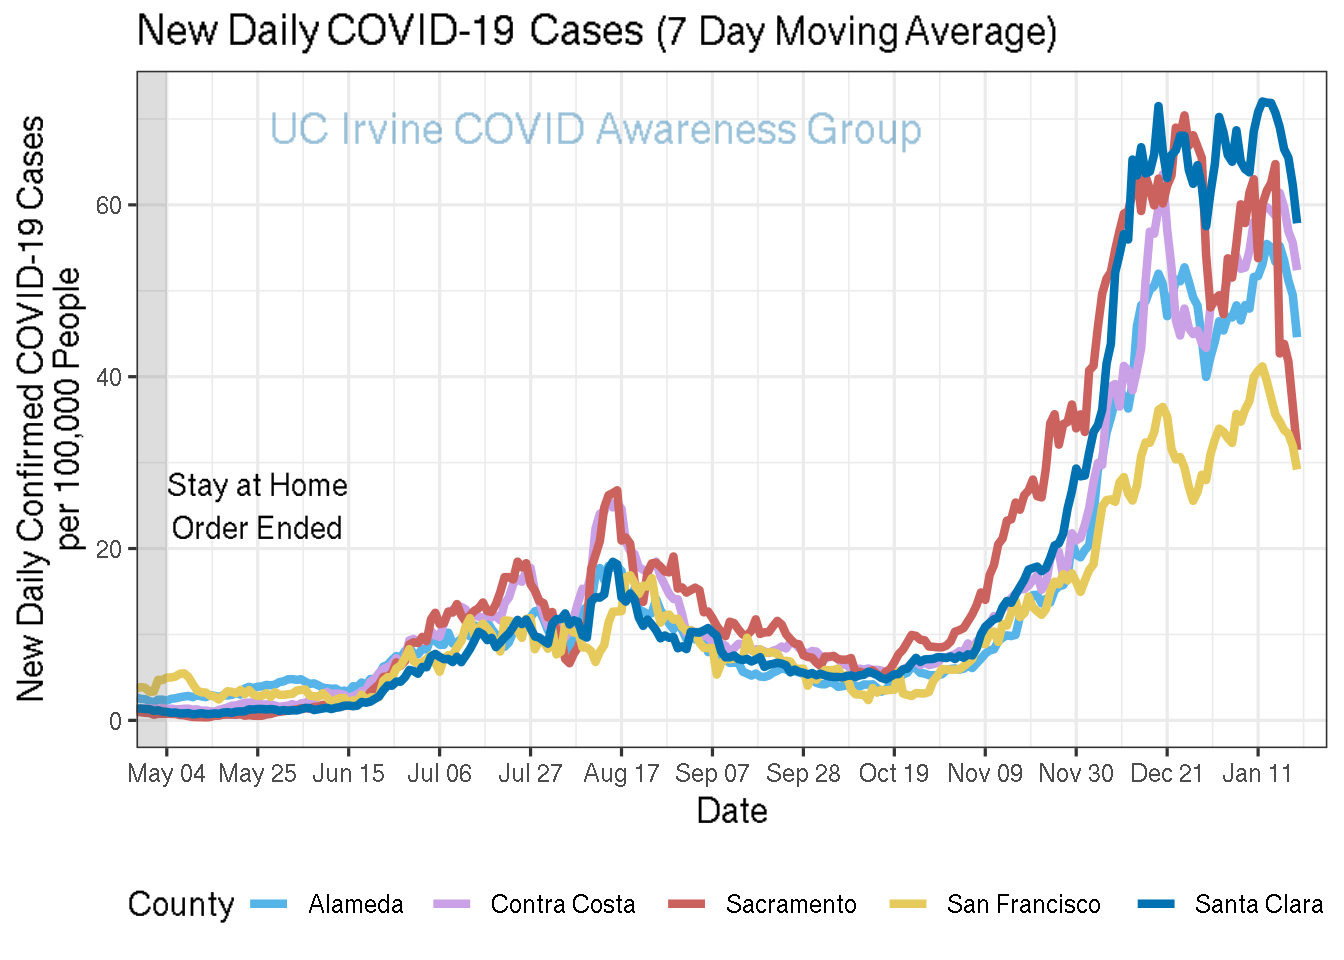 New Daily COVID-19 Cases (7 Day Moving Average)
UC Irvine COVID Awareness Group
New Daily Confirmed COVID-19 Cases
per 100,000 People
60
40
20
0
Stay at Home
Order Ended
May 04 May 25 Jun 15 Jul 06 Jul 27 Aug 17 Sep 07 Sep 28 Oct 19 Nov 09 Nov 30 Dec 21 Jan 11
Date
County Alameda Contra Costa Sacramento San Francisco Santa Clara